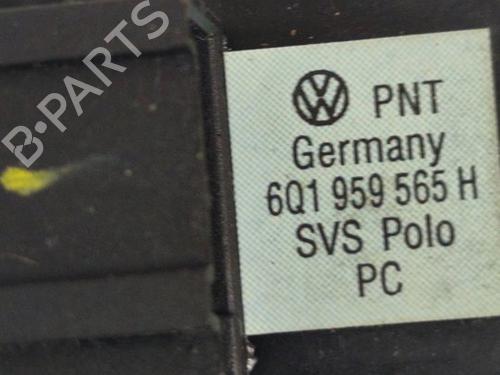 B·PARTS
PNT
Germany
6Q1 959 565 H
SVS Polo
PC